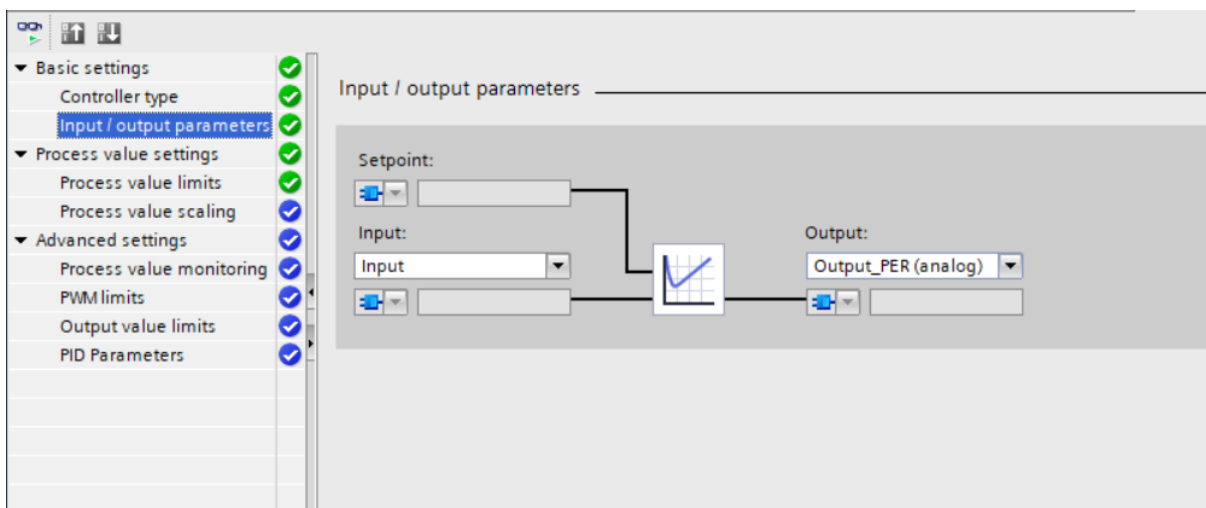 Basic settings
Controller type
Input / output parameters
Process value settings
Process value limits
Process value scaling
Advanced settings
Process value monitoring
PWM limits
Output value limits
PID Parameters
Input / output parameters
Setpoint:
Input:
Input
Output:
Output_PER (analog)